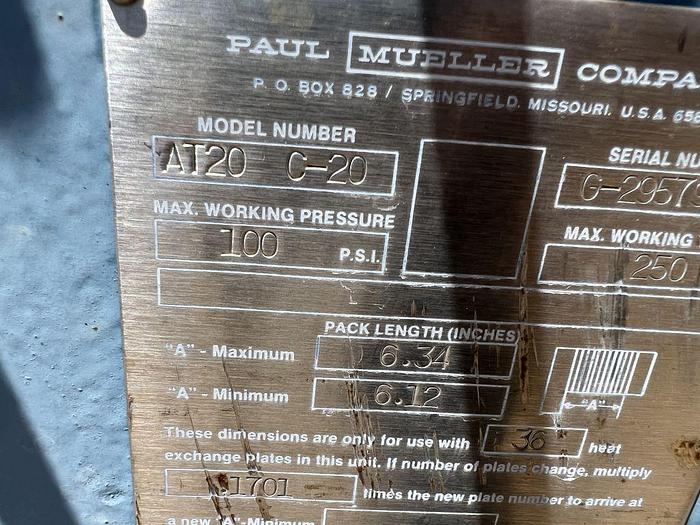 PAUL MUELLER COMPA
P. O. BOX 828 / SPRINGFIELD, MISSOURI, U.S.A. 658
MODEL NUMBER
AT20 C-20
SERIAL NU
G-2957
MAX. WORKING PRESSURE
100 P.S.I.
MAX. WORKING
250
PACK LENGTH (INCHES)
"A" - Maximum 6.34
"A" - Minimum 6.12
"A"
These dimensions are only for use with 36 heat
exchange plates in this unit. If number of plates change, multiply
.1701 times the new plate number to arrive at
a new "A"-Minimum